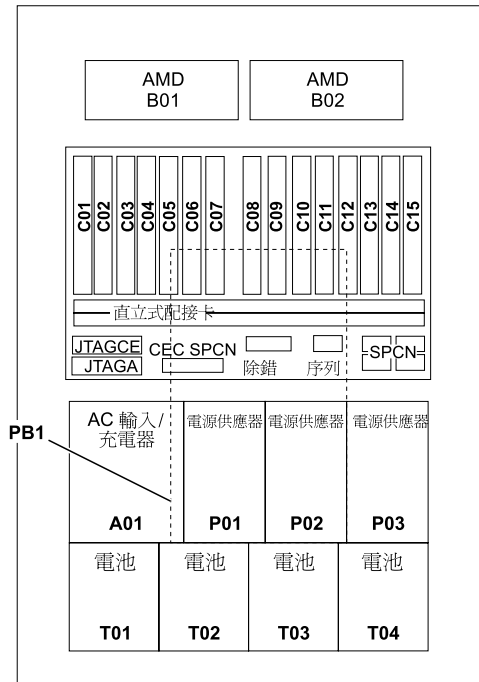 AMD
B01
AMD
B02
C01 C02 C03 C04 C05 C06 C07 C08 C09 C10 C11 C12 C13 C14 C15
直立式配接卡
JTAGCE
JTAGA
CEC SPCN
除錯
序列
SPCN
PB1
AC 輸入/
充電器
A01
電源供應器
P01
電源供應器
P02
電源供應器
P03
電池
T01
電池
T02
電池
T03
電池
T04